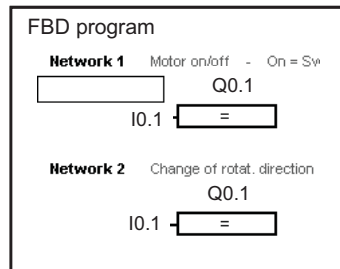 FBD program
Network 1 Motor on/off - On = Sw
Q0.1
I0.1 =
Network 2 Change of rotat. direction
Q0.1
I0.1 =